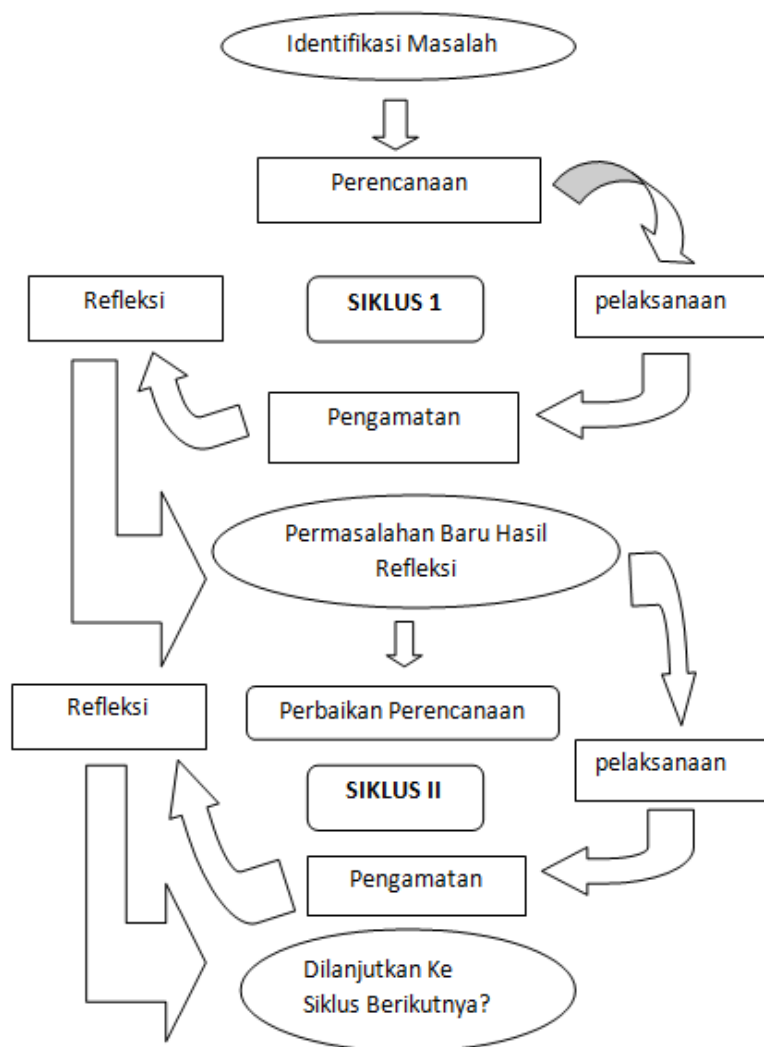 Identifikasi Masalah
Perencanaan
Refleksi
SIKLUS 1
pelaksanaan
Pengamatan
Permasalahan Baru Hasil
Refleksi
Refleksi
Perbaikan Perencanaan
SIKLUS II
pelaksanaan
Pengamatan
Dilanjutkan Ke
Siklus Berikutnya?